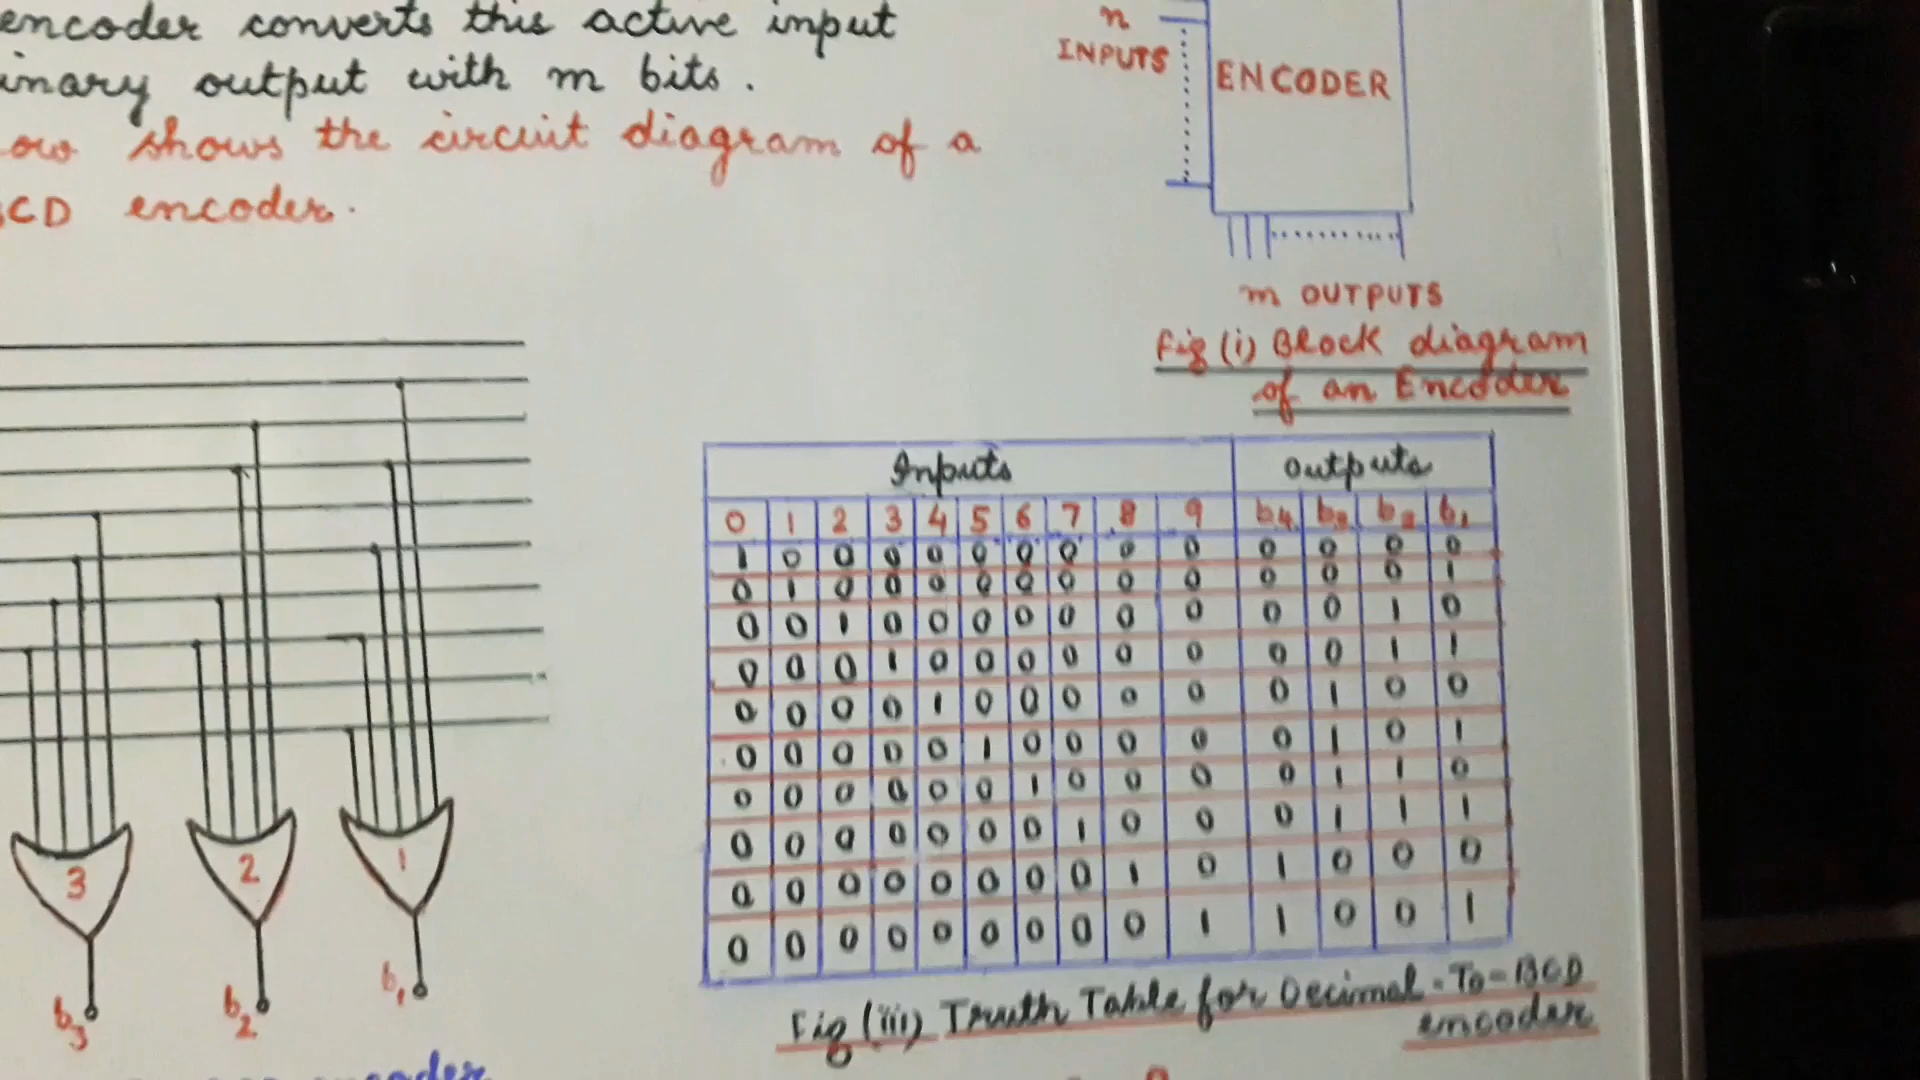 encoder converts this active input
inary output with m bits.
ow shows the circuit diagram of a
CD encoder.
n
INPUTS
ENCODER
m OUTPUTS
Fig (i) Block diagram
of an Encoder
Inputs Outputs
0 1 2 3 4 5 6 7 8 9 b4 b3 b2 b1
1 0 0 0 0 0 0 0 0 0 0 0 0 0
0 1 0 0 0 0 0 0 0 0 0 0 0 1
0 0 1 0 0 0 0 0 0 0 0 0 1 0
0 0 0 1 0 0 0 0 0 0 0 0 1 1
0 0 0 0 1 0 0 0 0 0 0 1 0 0
0 0 0 0 0 1 0 0 0 0 0 1 0 1
0 0 0 0 0 0 1 0 0 0 0 1 1 0
0 0 0 0 0 0 0 1 0 0 0 1 1 1
0 0 0 0 0 0 0 0 1 0 1 0 0 0
0 0 0 0 0 0 0 0 0 1 1 0 0 1
Fig (iii) Truth Table for Decimal-To-BCD
encoder
3 2 1
b3 b2 b1
encoder